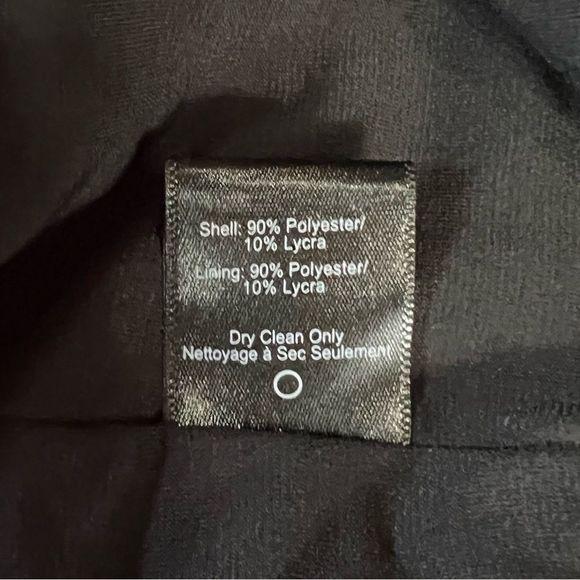 Shell: 90% Polyester/
10% Lycra
Lining: 90% Polyester/
10% Lycra
Dry Clean Only
Nettoyage à Sec Seulement